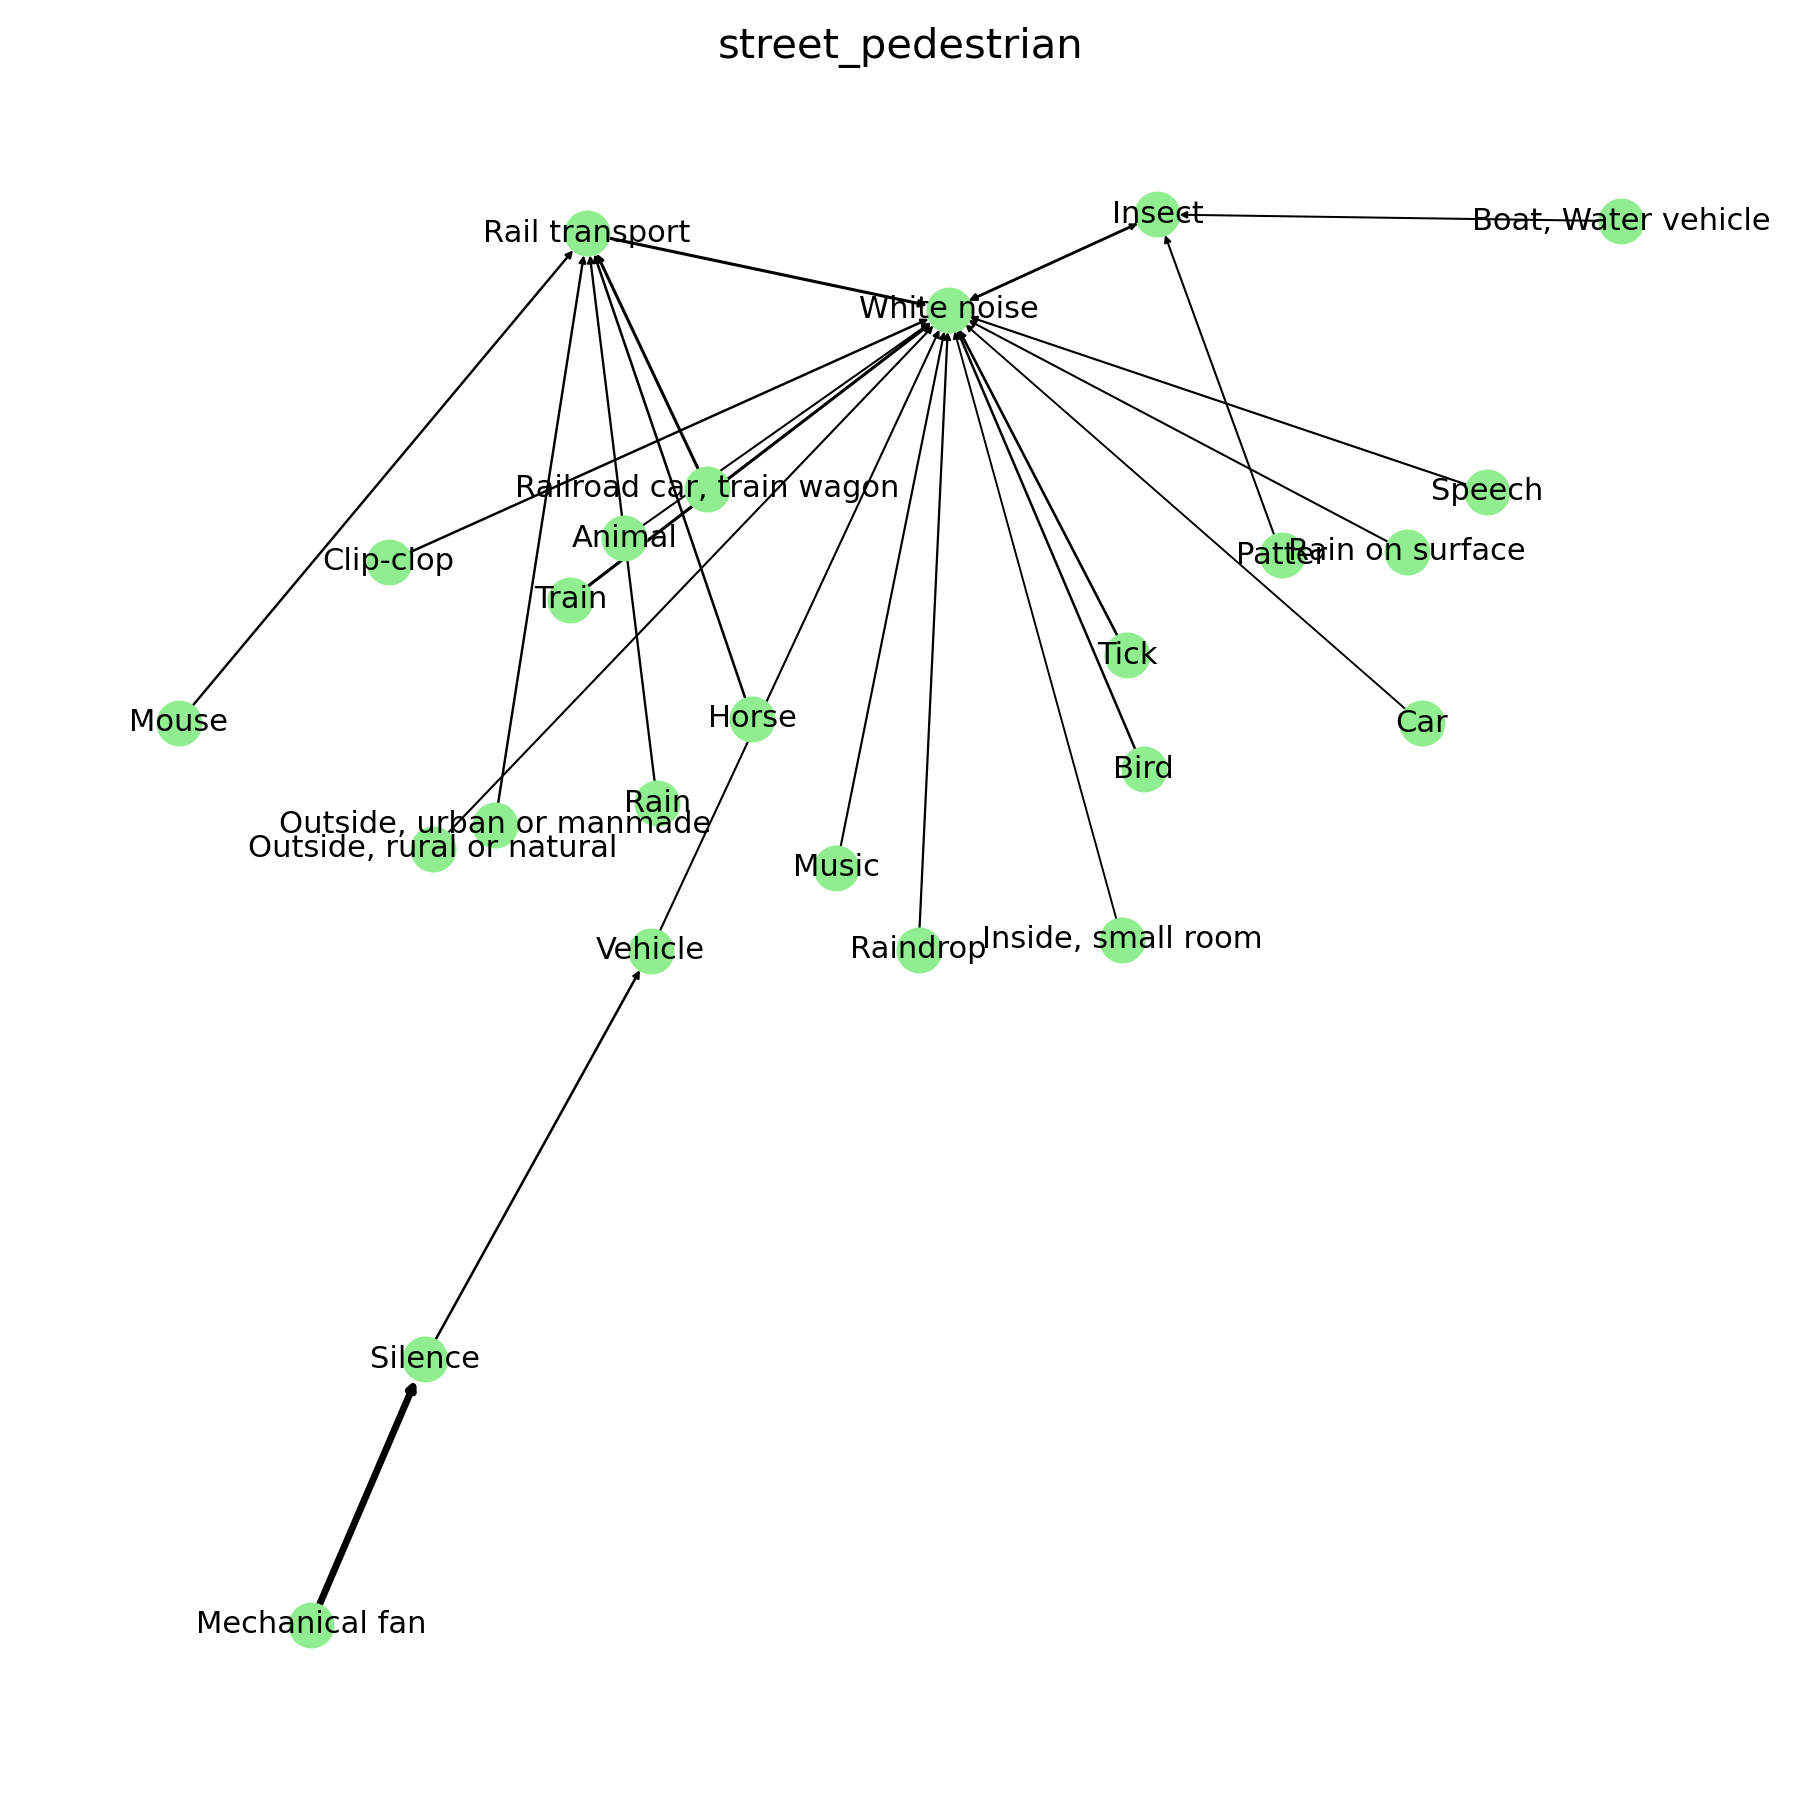 street_pedestrian
Insect
Boat, Water vehicle
Rail transport
White noise
Railroad car, train wagon
Speech
Animal
Clip-clop
Patter
Rain on surface
Train
Tick
Mouse
Horse
Car
Bird
Rain
Outside, urban or manmade
Outside, rural or natural
Music
Vehicle
Raindrop
Inside, small room
Silence
Mechanical fan